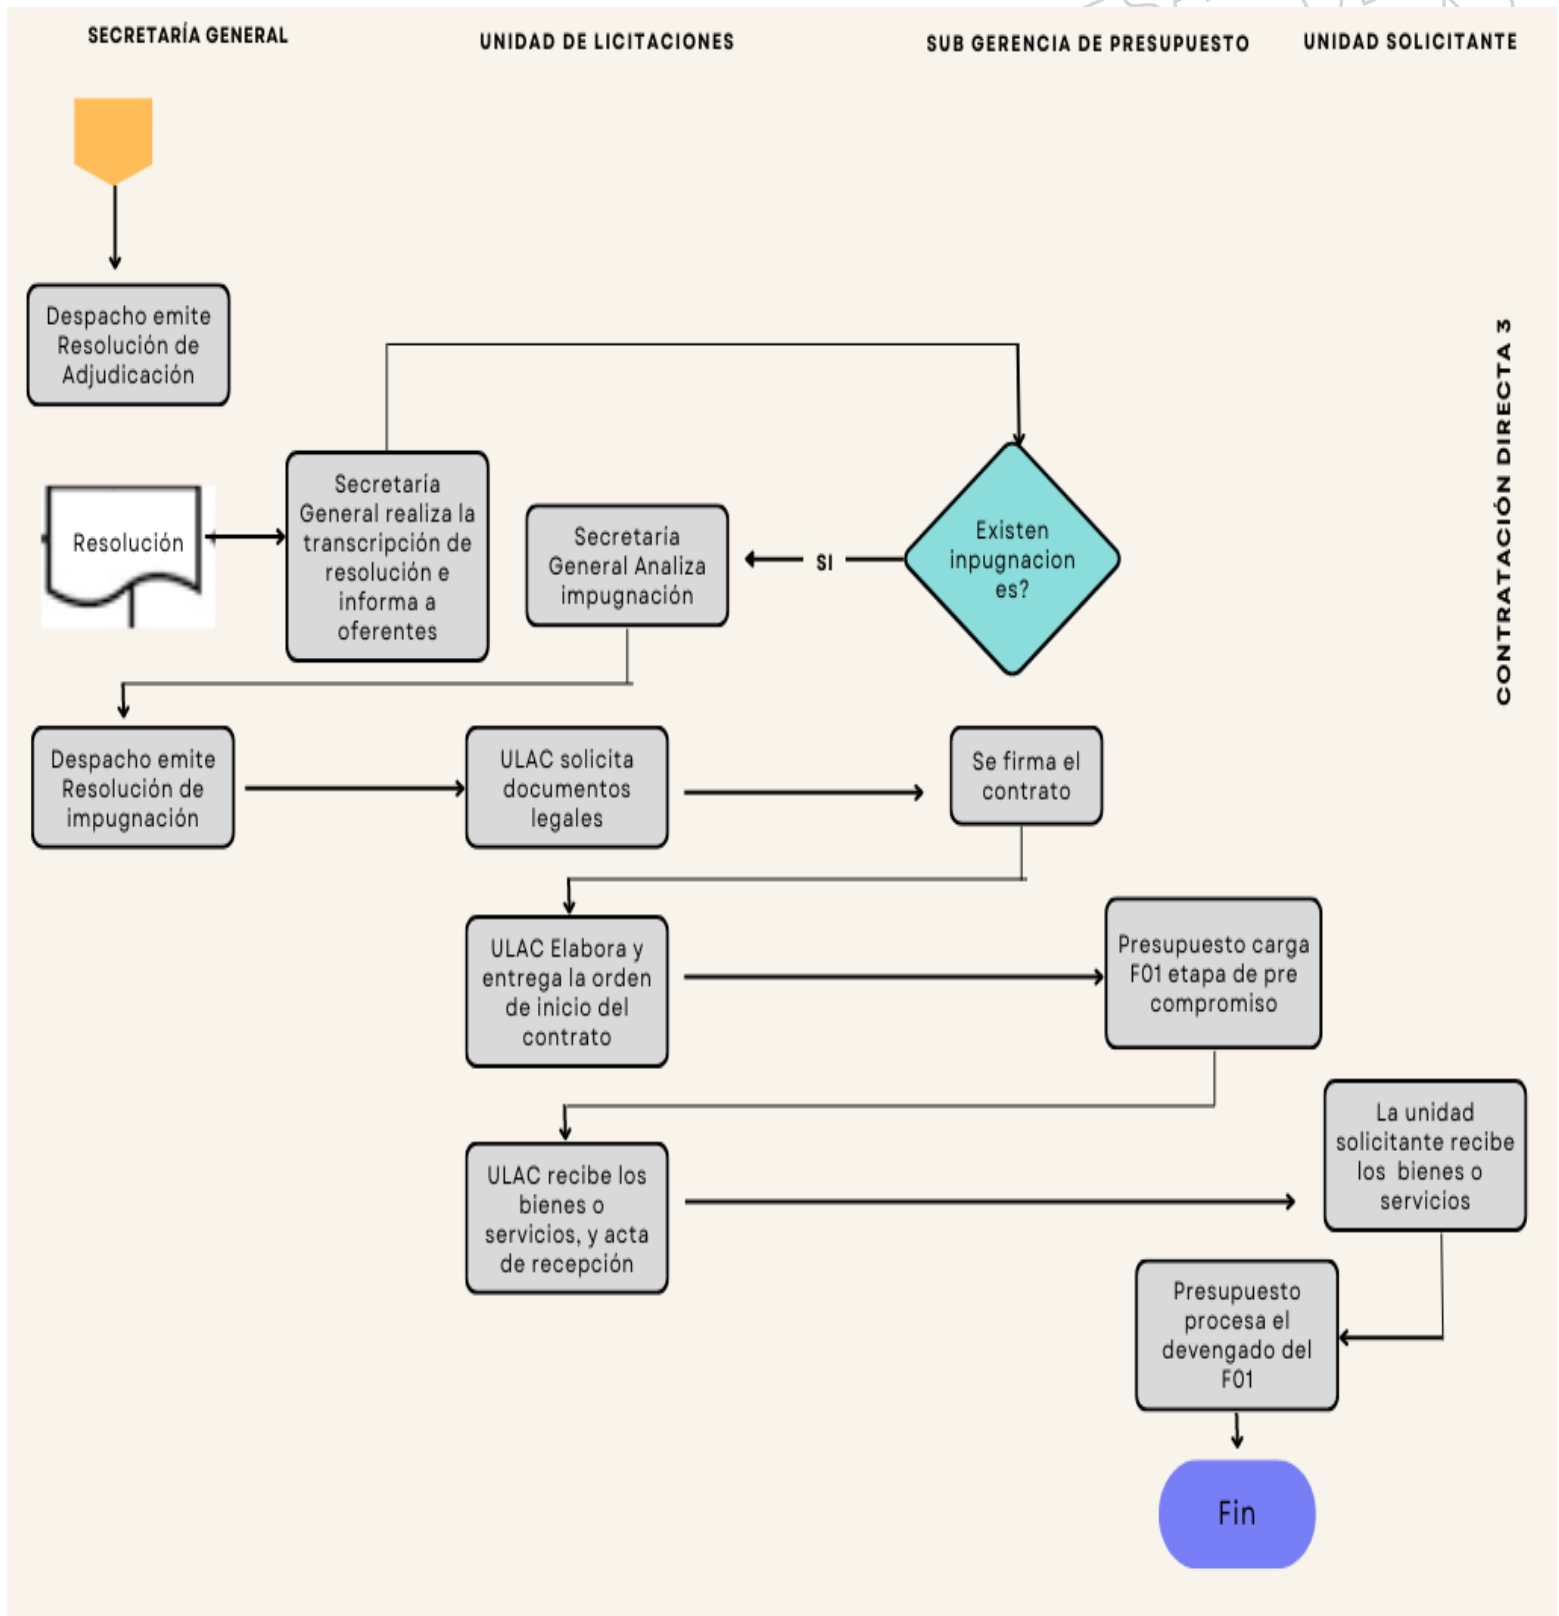 SECRETARÍA GENERAL
UNIDAD DE LICITACIONES
SUB GERENCIA DE PRESUPUESTO
UNIDAD SOLICITANTE
Despacho emite
Resolución de
Adjudicación
CONTRATACIÓN DIRECTA 3
Resolución
Secretaría
General realiza la
transcripción de
resolución e
informa a
oferentes
Secretaria
General Analiza
impugnación
SI
Existen
inpugnacion
es?
Despacho emite
Resolución de
impugnación
ULAC solicita
documentos
legales
Se firma el
contrato
ULAC Elabora y
entrega la orden
de inicio del
contrato
Presupuesto carga
F01 etapa de pre
compromiso
ULAC recibe los
bienes o
servicios, y acta
de recepción
La unidad
solicitante recibe
los bienes o
servicios
Presupuesto
procesa el
devengado del
F01
Fin